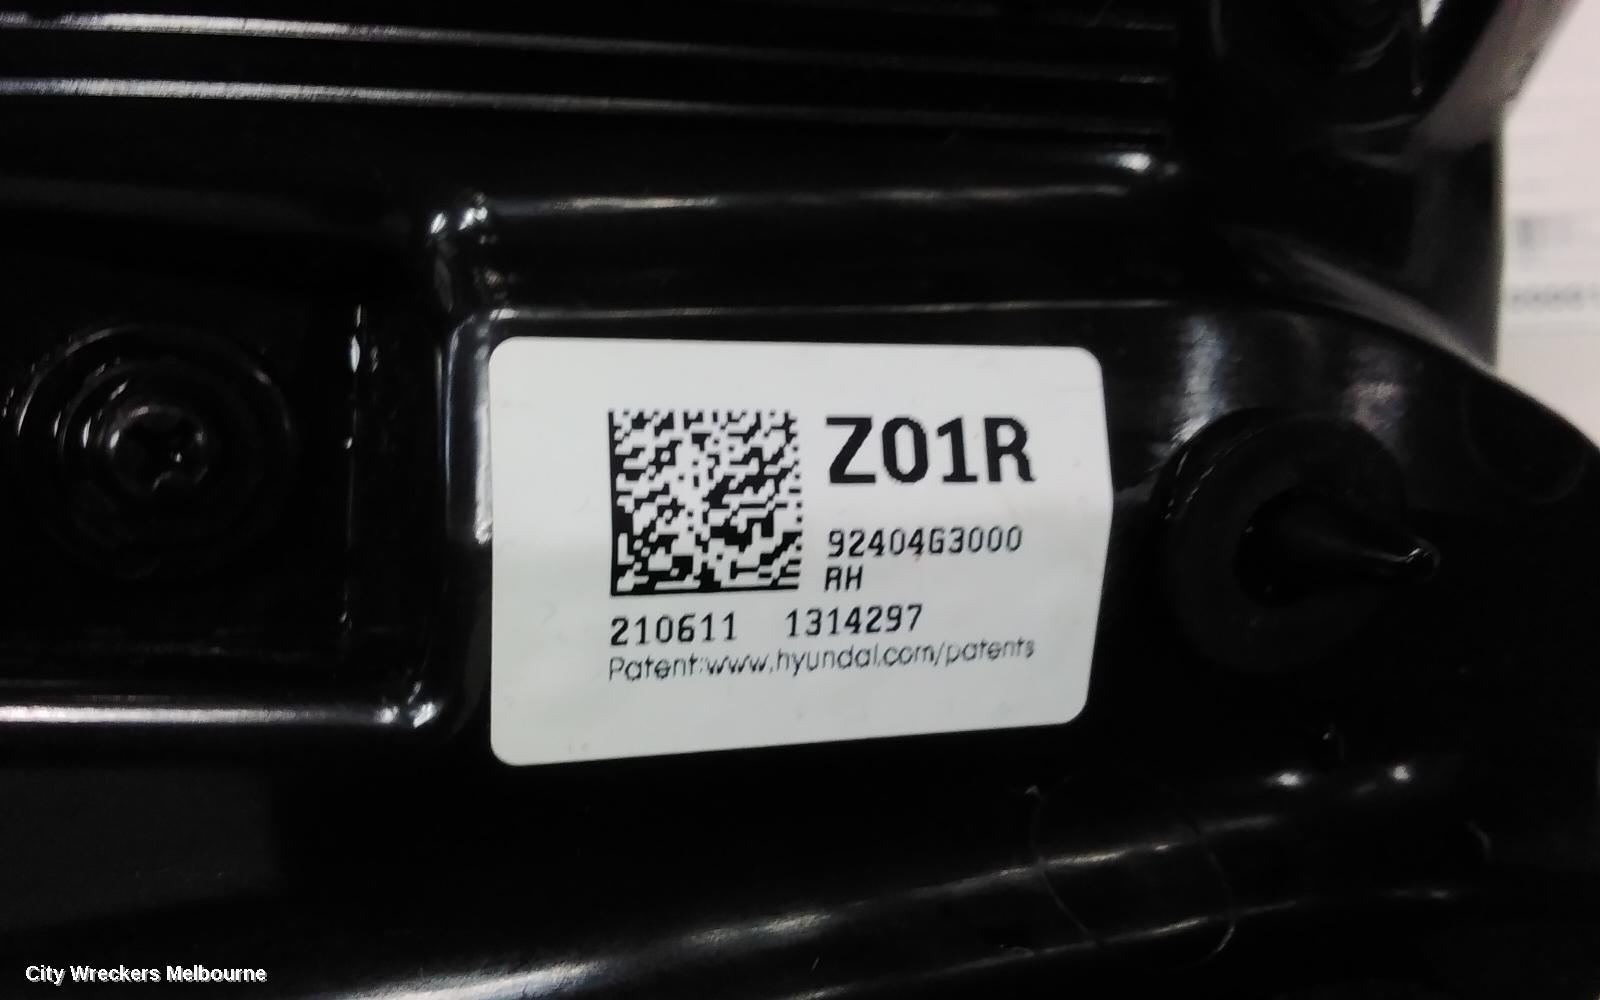 Z01R
92404G3000
RH
210611 1314297
Patent:www.hyundai.com/patents
City Wreckers Melbourne